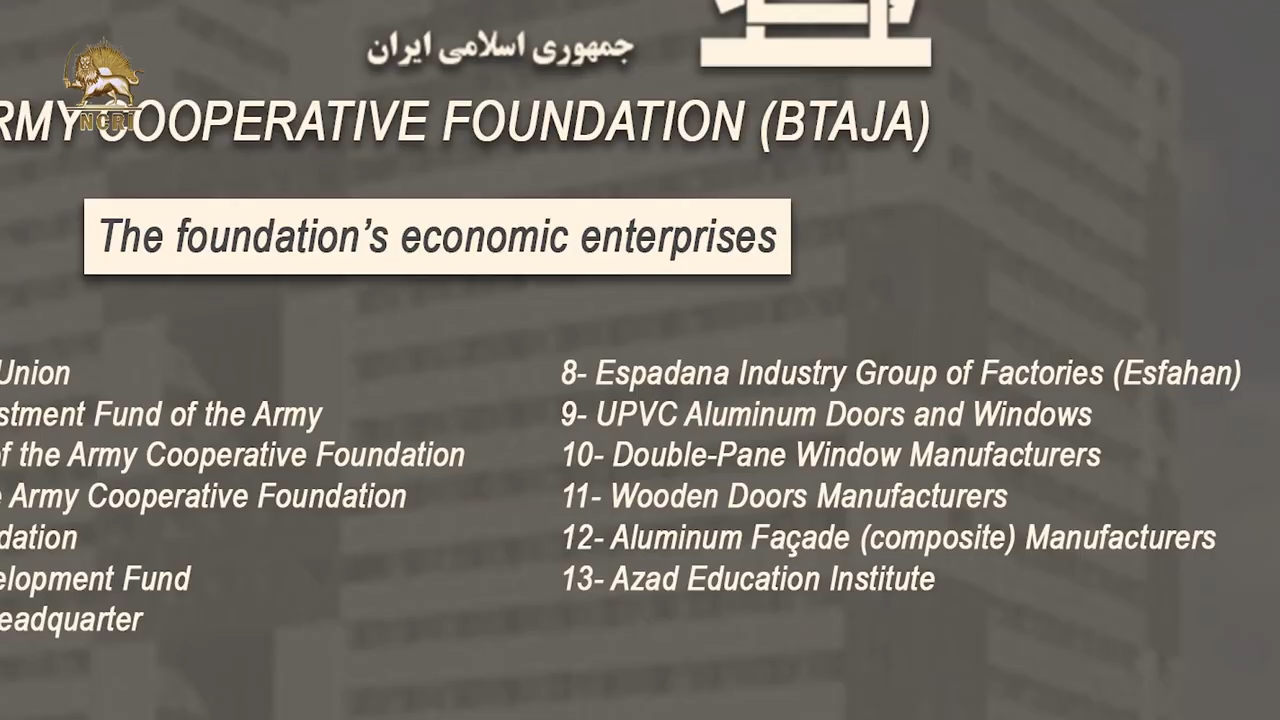 جمهوری اسلامی ایران
NCRI
RMY COOPERATIVE FOUNDATION (BTAJA)
The foundation’s economic enterprises
Union
stment Fund of the Army
f the Army Cooperative Foundation
e Army Cooperative Foundation
dation
elopment Fund
eadquarter
8- Espadana Industry Group of Factories (Esfahan)
9- UPVC Aluminum Doors and Windows
10- Double-Pane Window Manufacturers
11- Wooden Doors Manufacturers
12- Aluminum Façade (composite) Manufacturers
13- Azad Education Institute